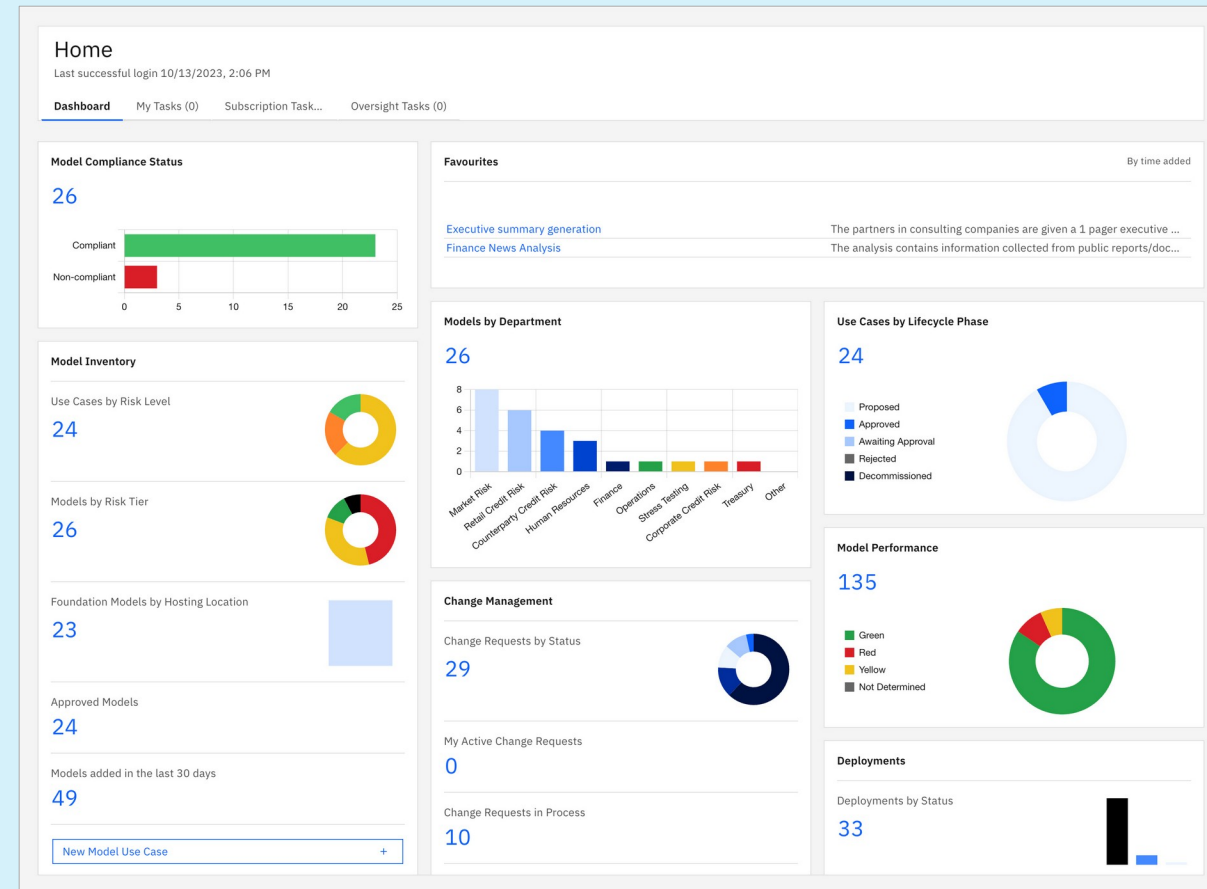 Home
Last successful login 10/13/2023, 2:06 PM
Dashboard My Tasks (0) Subscription Task... Oversight Tasks (0)
Model Compliance Status
26
Compliant
Non-compliant
0 5 10 15 20 25
Model Inventory
Use Cases by Risk Level
24
Models by Risk Tier
26
Foundation Models by Hosting Location
23
Approved Models
24
Models added in the last 30 days
49
New Model Use Case +
Favourites By time added
Executive summary generation The partners in consulting companies are given a 1 pager executive ...
Finance News Analysis The analysis contains information collected from public reports/doc...
Models by Department
26
8
6
4
2
0
Market Risk
Retail Credit Risk
Counterparty Credit Risk
Human Resources
Finance
Operations
Stress Testing
Corporate Credit Risk
Treasury
Other
Change Management
Change Requests by Status
29
My Active Change Requests
0
Change Requests in Process
10
Use Cases by Lifecycle Phase
24
Proposed
Approved
Awaiting Approval
Rejected
Decommissioned
Model Performance
135
Green
Red
Yellow
Not Determined
Deployments
Deployments by Status
33